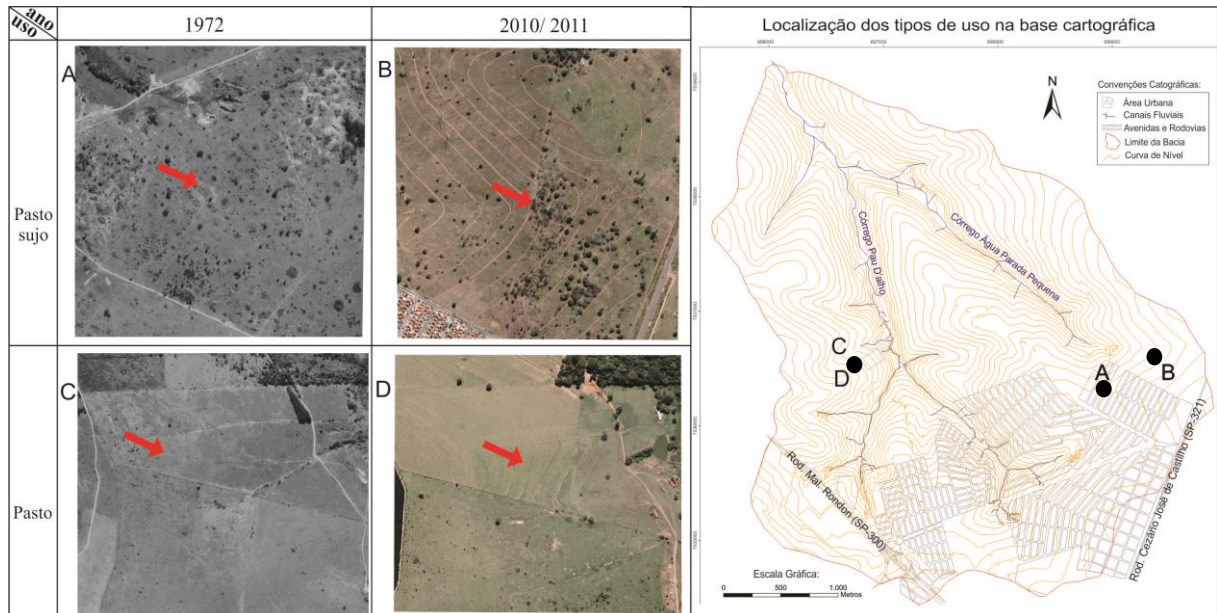 ano
uso
1972
2010/ 2011
Localização dos tipos de uso na base cartográfica
Pasto
sujo
A
B
Pasto
C
D
N
Convenções Catográficas:
Área Urbana
Canais Fluviais
Avenidas e Rodovias
Limite da Bacia
Curva de Nível
Córrego Pau D'alho
Córrego Água Parada Pequena
C
D
A
B
Rod. Mal. Rondon (SP-300)
Rod. Cezário José de Castilho (SP-321)
Escala Gráfica:
0 500 1.000
Metros